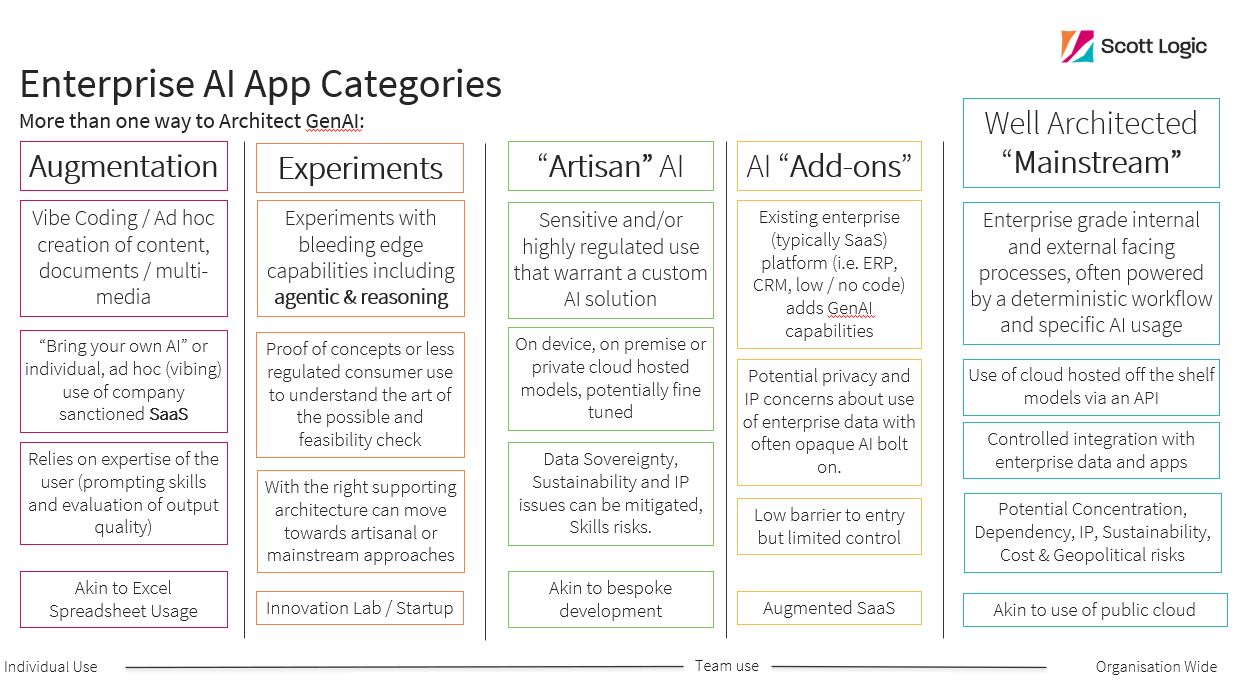 Scott Logic
Enterprise AI App Categories
More than one way to Architect GenAI:
Augmentation
Vibe Coding / Ad hoc
creation of content,
documents / multi-
media
“Bring your own AI” or
individual, ad hoc (vibing)
use of company
sanctioned SaaS
Relies on expertise of the
user (prompting skills
and evaluation of output
quality)
Akin to Excel
Spreadsheet Usage
Experiments
Experiments with
bleeding edge
capabilities including
agentic & reasoning
Proof of concepts or less
regulated consumer use
to understand the art of
the possible and
feasibility check
With the right supporting
architecture can move
towards artisanal or
mainstream approaches
Innovation Lab / Startup
“Artisan” AI
Sensitive and/or
highly regulated use
that warrant a custom
AI solution
On device, on premise or
private cloud hosted
models, potentially fine
tuned
Data Sovereignty,
Sustainability and IP
issues can be mitigated,
Skills risks.
Akin to bespoke
development
AI “Add-ons”
Existing enterprise
(typically SaaS)
platform (i.e. ERP,
CRM, low / no code)
adds GenAI
capabilities
Potential privacy and
IP concerns about use
of enterprise data with
often opaque AI bolt
on.
Low barrier to entry
but limited control
Augmented SaaS
Well Architected
“Mainstream”
Enterprise grade internal
and external facing
processes, often powered
by a deterministic workflow
and specific AI usage
Use of cloud hosted off the shelf
models via an API
Controlled integration with
enterprise data and apps
Potential Concentration,
Dependency, IP, Sustainability,
Cost & Geopolitical risks
Akin to use of public cloud
Individual Use
Team use
Organisation Wide